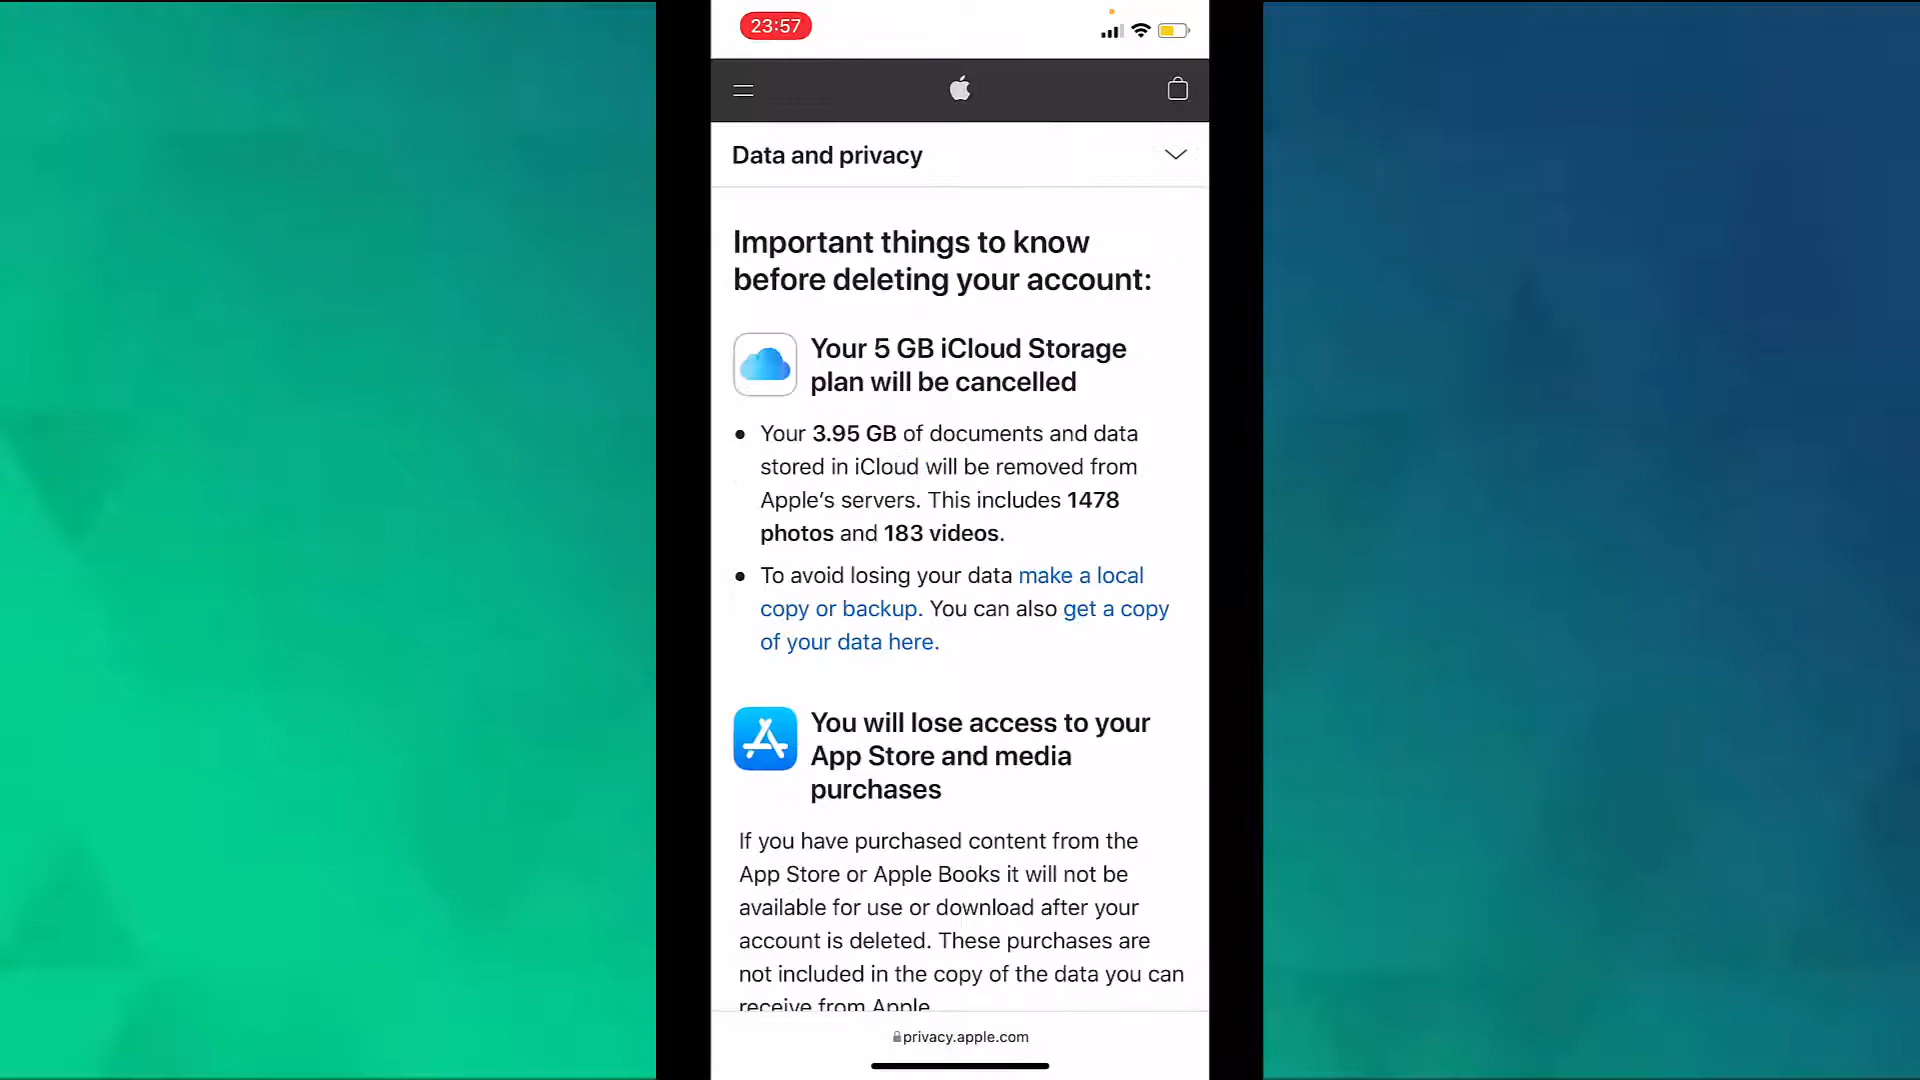 23:57
Data and privacy
Important things to know
before deleting your account:
Your 5 GB iCloud Storage
plan will be cancelled
• Your 3.95 GB of documents and data
stored in iCloud will be removed from
Apple’s servers. This includes 1478
photos and 183 videos.
• To avoid losing your data make a local
copy or backup. You can also get a copy
of your data here.
You will lose access to your
App Store and media
purchases
If you have purchased content from the
App Store or Apple Books it will not be
available for use or download after your
account is deleted. These purchases are
not included in the copy of the data you can
receive from Apple.
privacy.apple.com